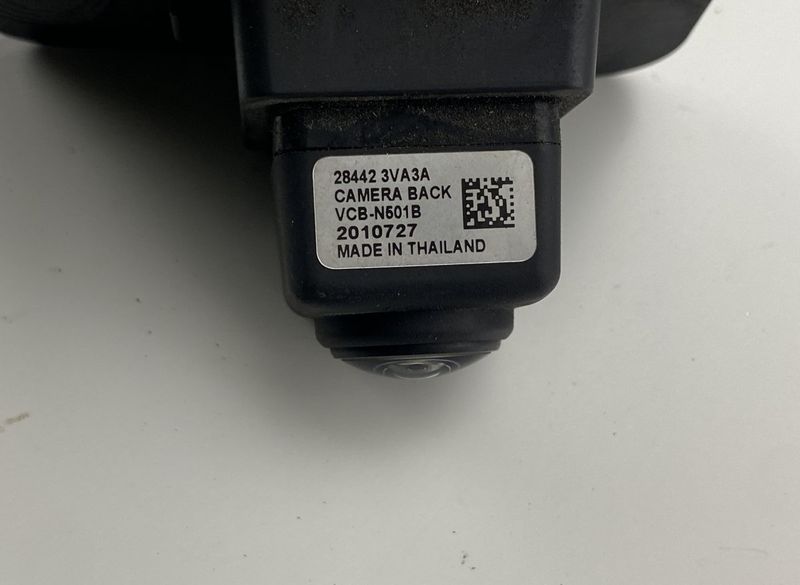 28442 3VA3A
CAMERA BACK
VCB-N501B
2010727
MADE IN THAILAND